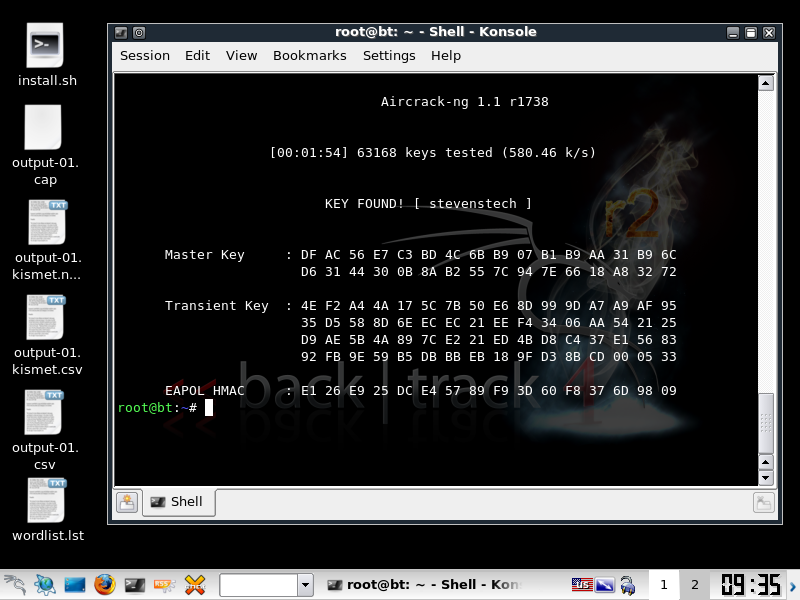 root@bt: ~ - Shell - Konsole
Session Edit View Bookmarks Settings Help
install.sh
output-01.
cap
output-01.
kismet.n...
output-01.
kismet.csv
output-01.
csv
wordlist.lst
TXT
TXT
TXT
TXT
Aircrack-ng 1.1 r1738
[00:01:54] 63168 keys tested (580.46 k/s)
KEY FOUND! [ stevenstech ]
Master Key : DF AC 56 E7 C3 BD 4C 6B B9 07 B1 B9 AA 31 B9 6C
D6 31 44 30 0B 8A B2 55 7C 94 7E 66 18 A8 32 72
Transient Key : 4E F2 A4 4A 17 5C 7B 50 E6 8D 99 9D A7 A9 AF 95
35 D5 58 8D 6E EC EC 21 EE F4 34 06 AA 54 21 25
D9 AE 5B 4A 89 7C E2 21 ED 4B D8 C4 37 E1 56 83
92 FB 9E 59 B5 DB BB EB 18 9F D3 8B CD 00 05 33
EAPOL HMAC : E1 26 E9 25 DC E4 57 89 F9 3D 60 F8 37 6D 98 09
root@bt:~#
r2
<< back | track 4
Shell
root@bt: ~ - Shell - Kon
US
1 2
09:35